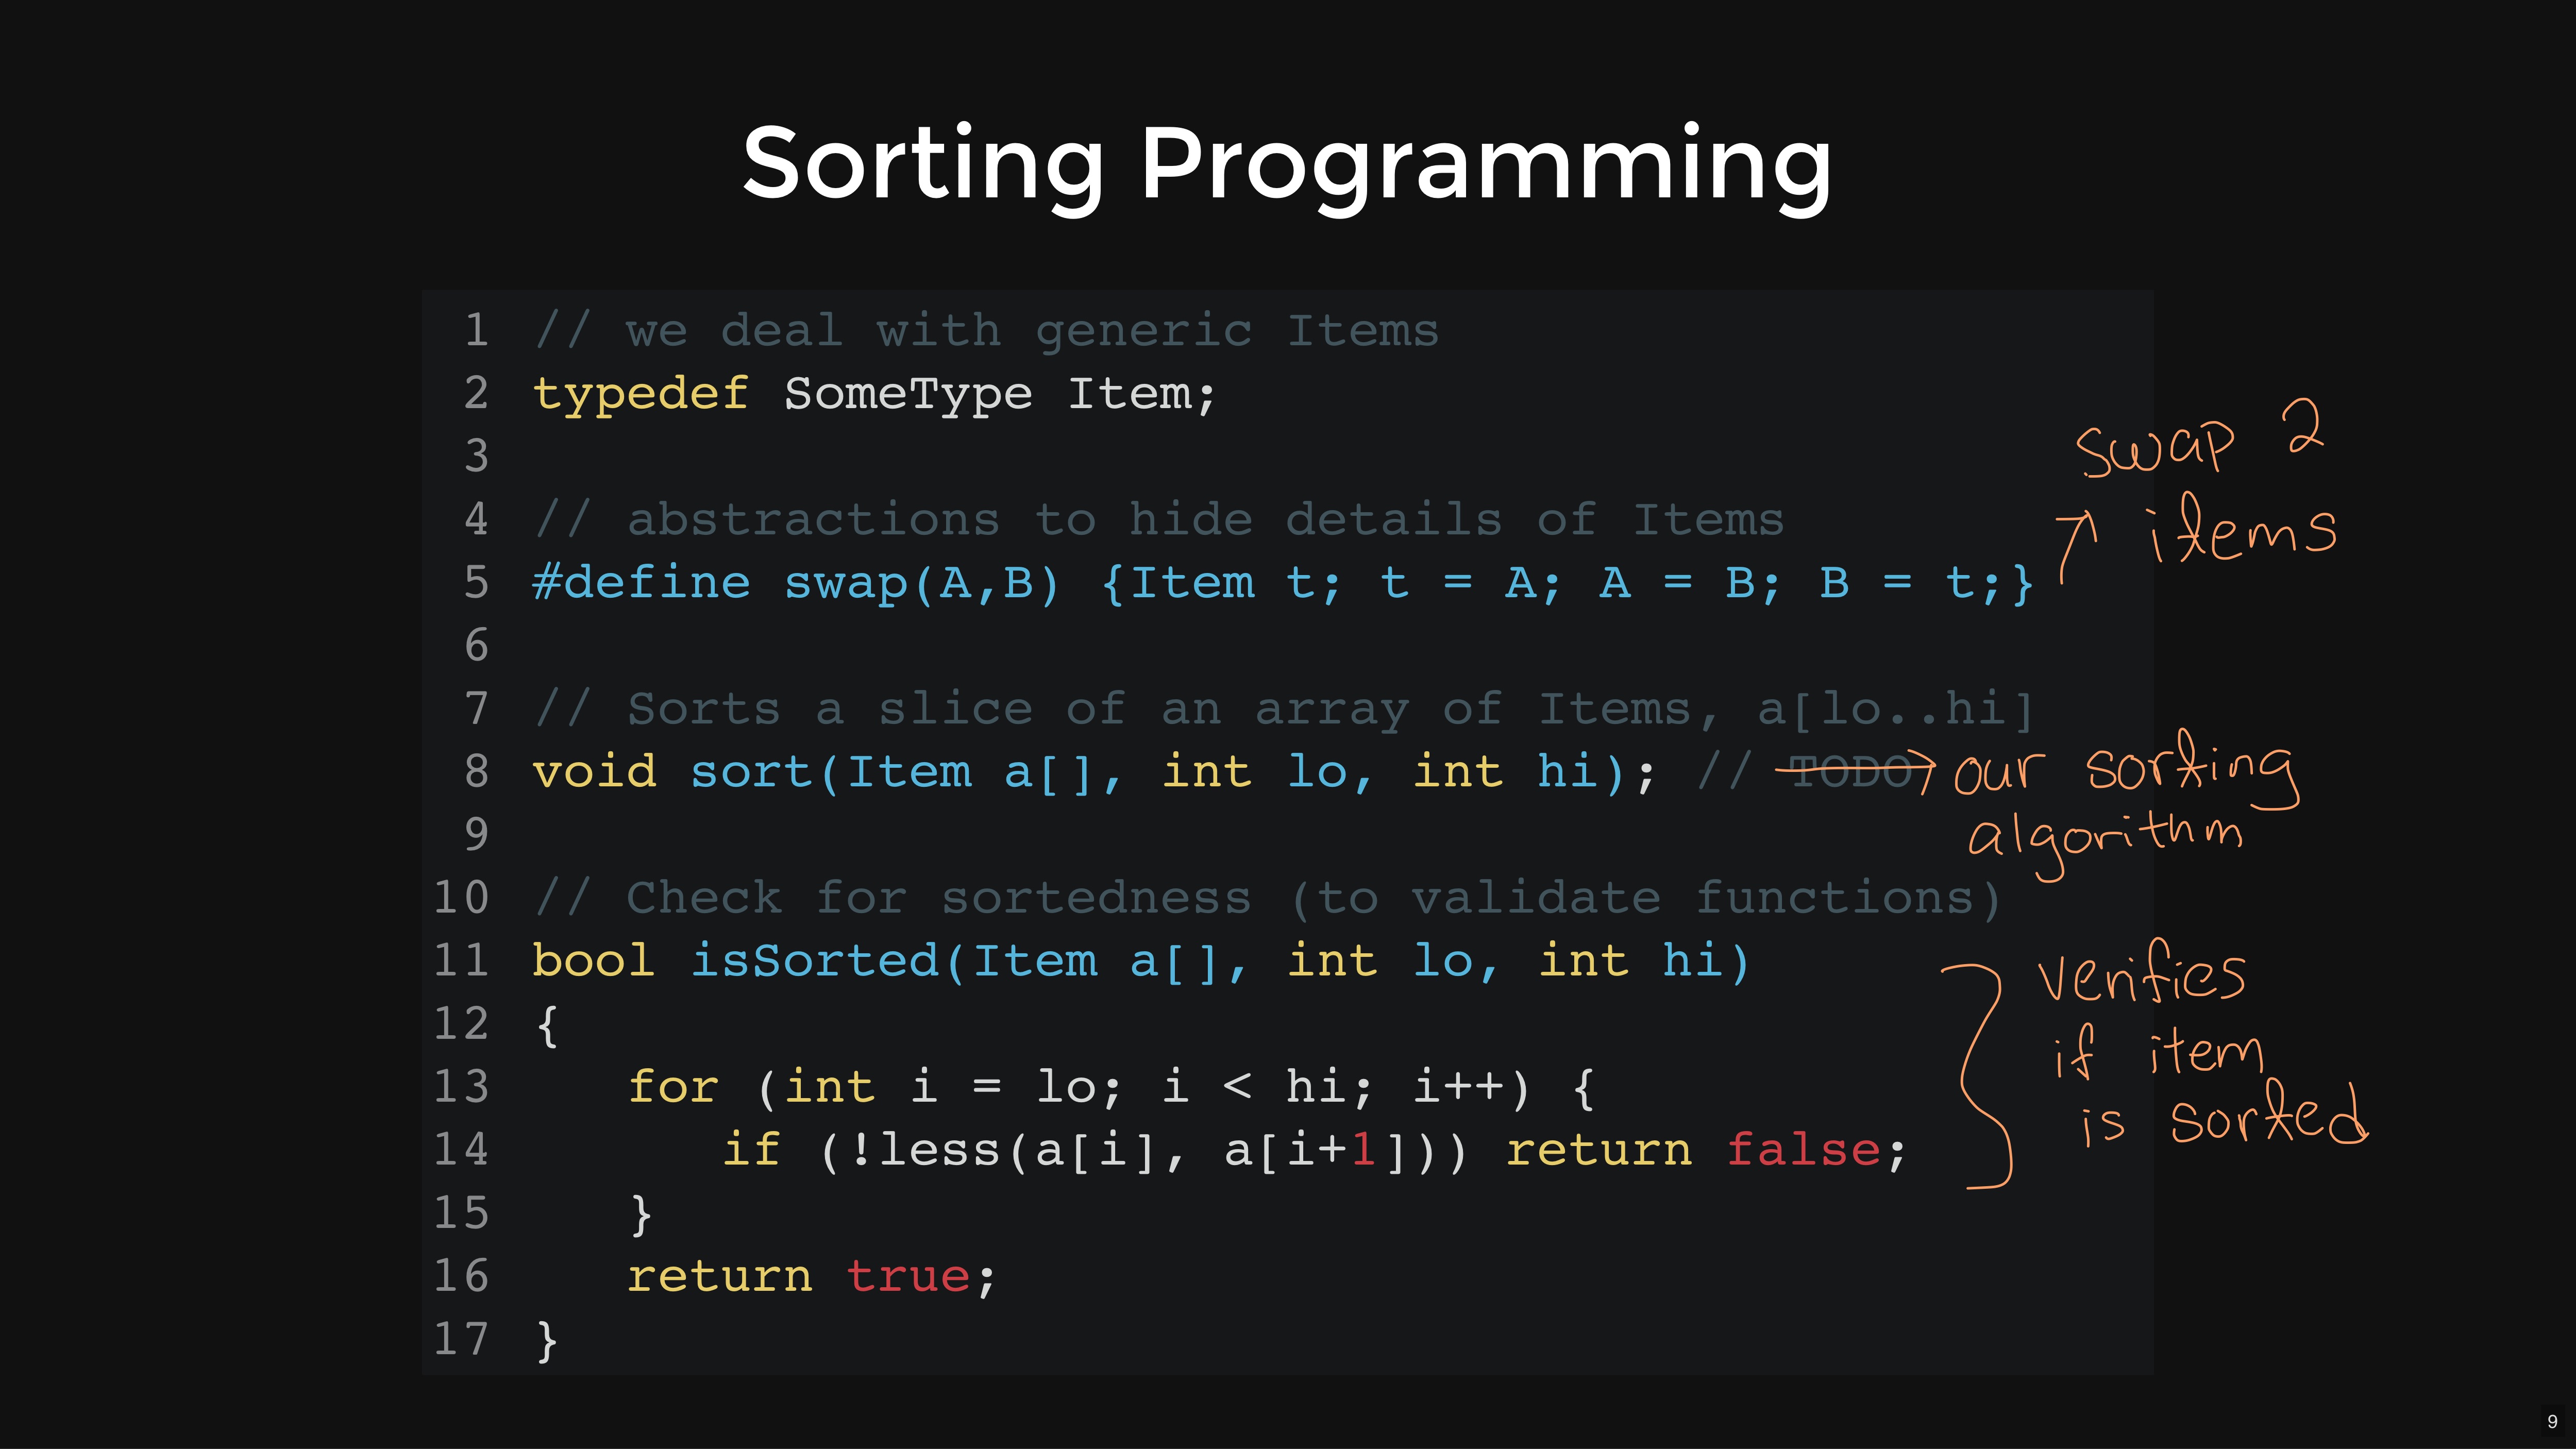 Sorting Programming
1 // we deal with generic Items
2 typedef SomeType Item;
3
4 // abstractions to hide details of Items
5 #define swap(A,B) {Item t; t = A; A = B; B = t;}
swap 2
items
6
7 // Sorts a slice of an array of Items, a[lo..hi]
8 void sort(Item a[], int lo, int hi); // TODO
our sorting
algorithm
9
10 // Check for sortedness (to validate functions)
11 bool isSorted(Item a[], int lo, int hi)
12 {
13    for (int i = lo; i < hi; i++) {
14       if (!less(a[i], a[i+1])) return false;
15    }
16    return true;
17 }
verifies
if item
is sorted
9